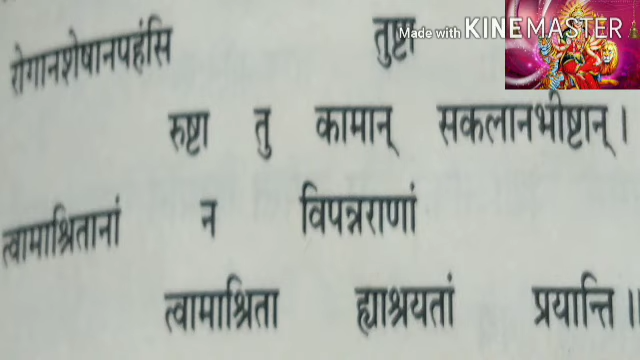 Made with KINEMASTER
रोगानशेषानपहंसि तुष्टा
रुष्टा तु कामान् सकलानभीष्टान् ।
त्वामाश्रितानां न विपन्नराणां
त्वामाश्रिता ह्याश्रयतां प्रयान्ति ॥